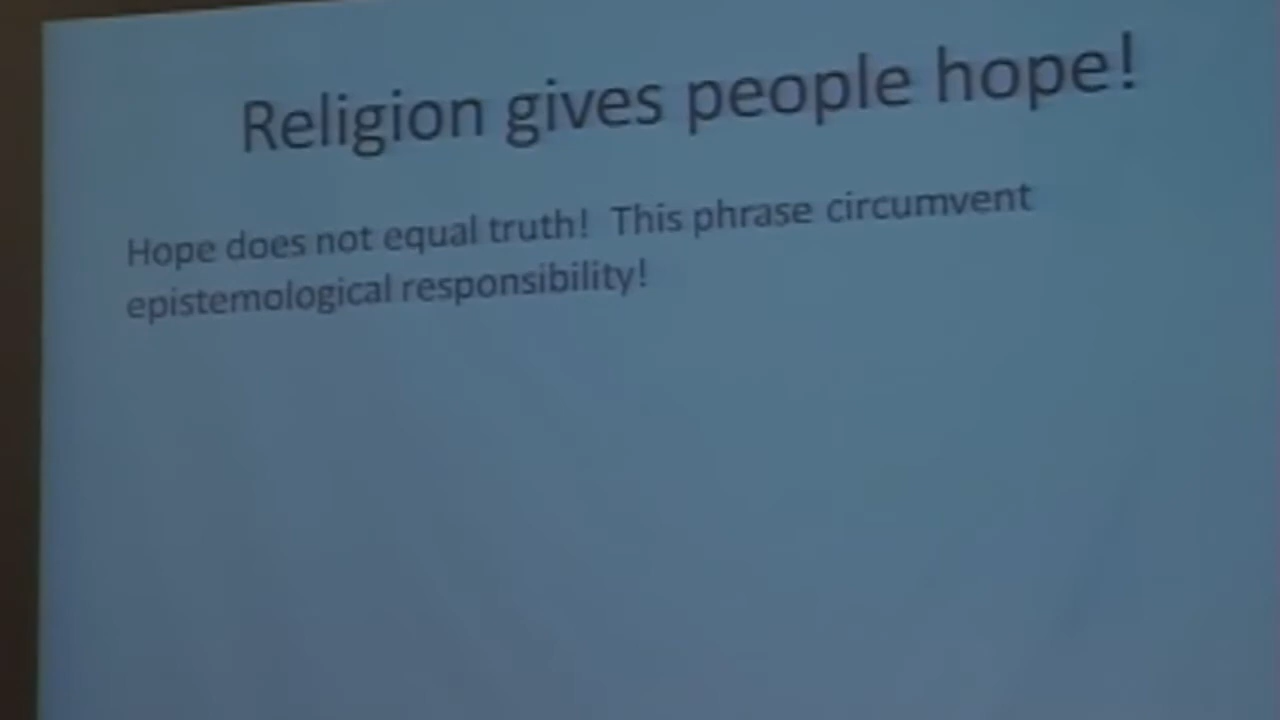 Religion gives people hope!
Hope does not equal truth! This phrase circumvent
epistemological responsibility!